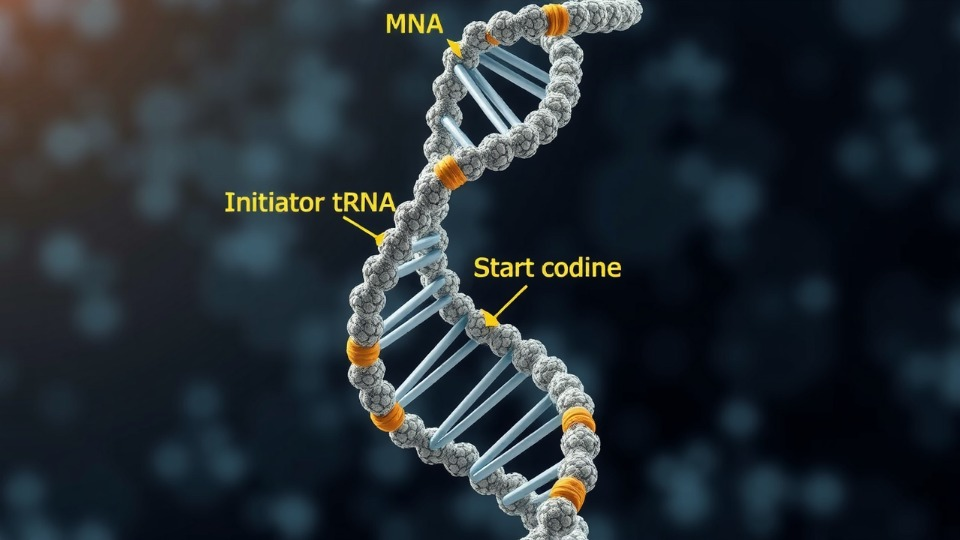 MNA
Initiator tRNA
Start codine